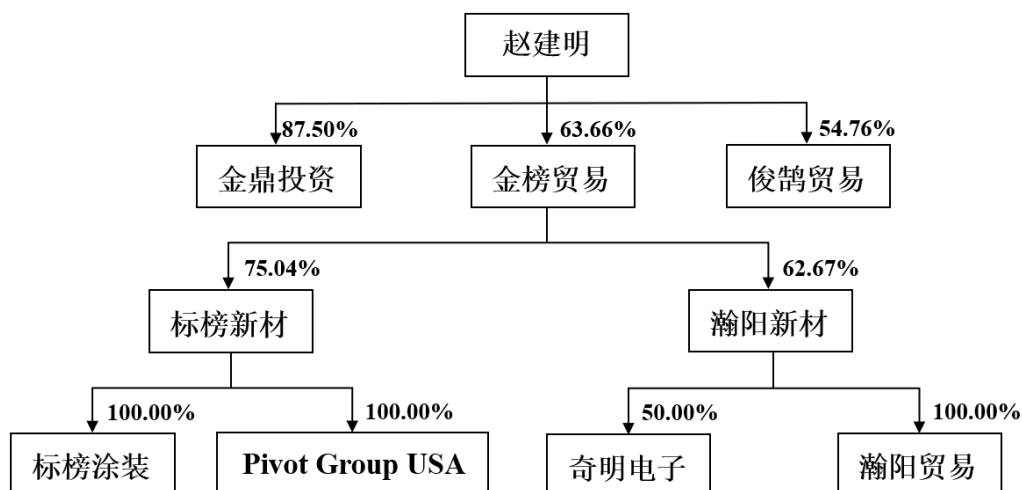 赵建明
87.50%
63.66%
54.76%
金鼎投资
金榜贸易
俊鹄贸易
75.04%
62.67%
标榜新材
瀚阳新材
100.00%
100.00%
50.00%
100.00%
标榜涂装
Pivot Group USA
奇明电子
瀚阳贸易